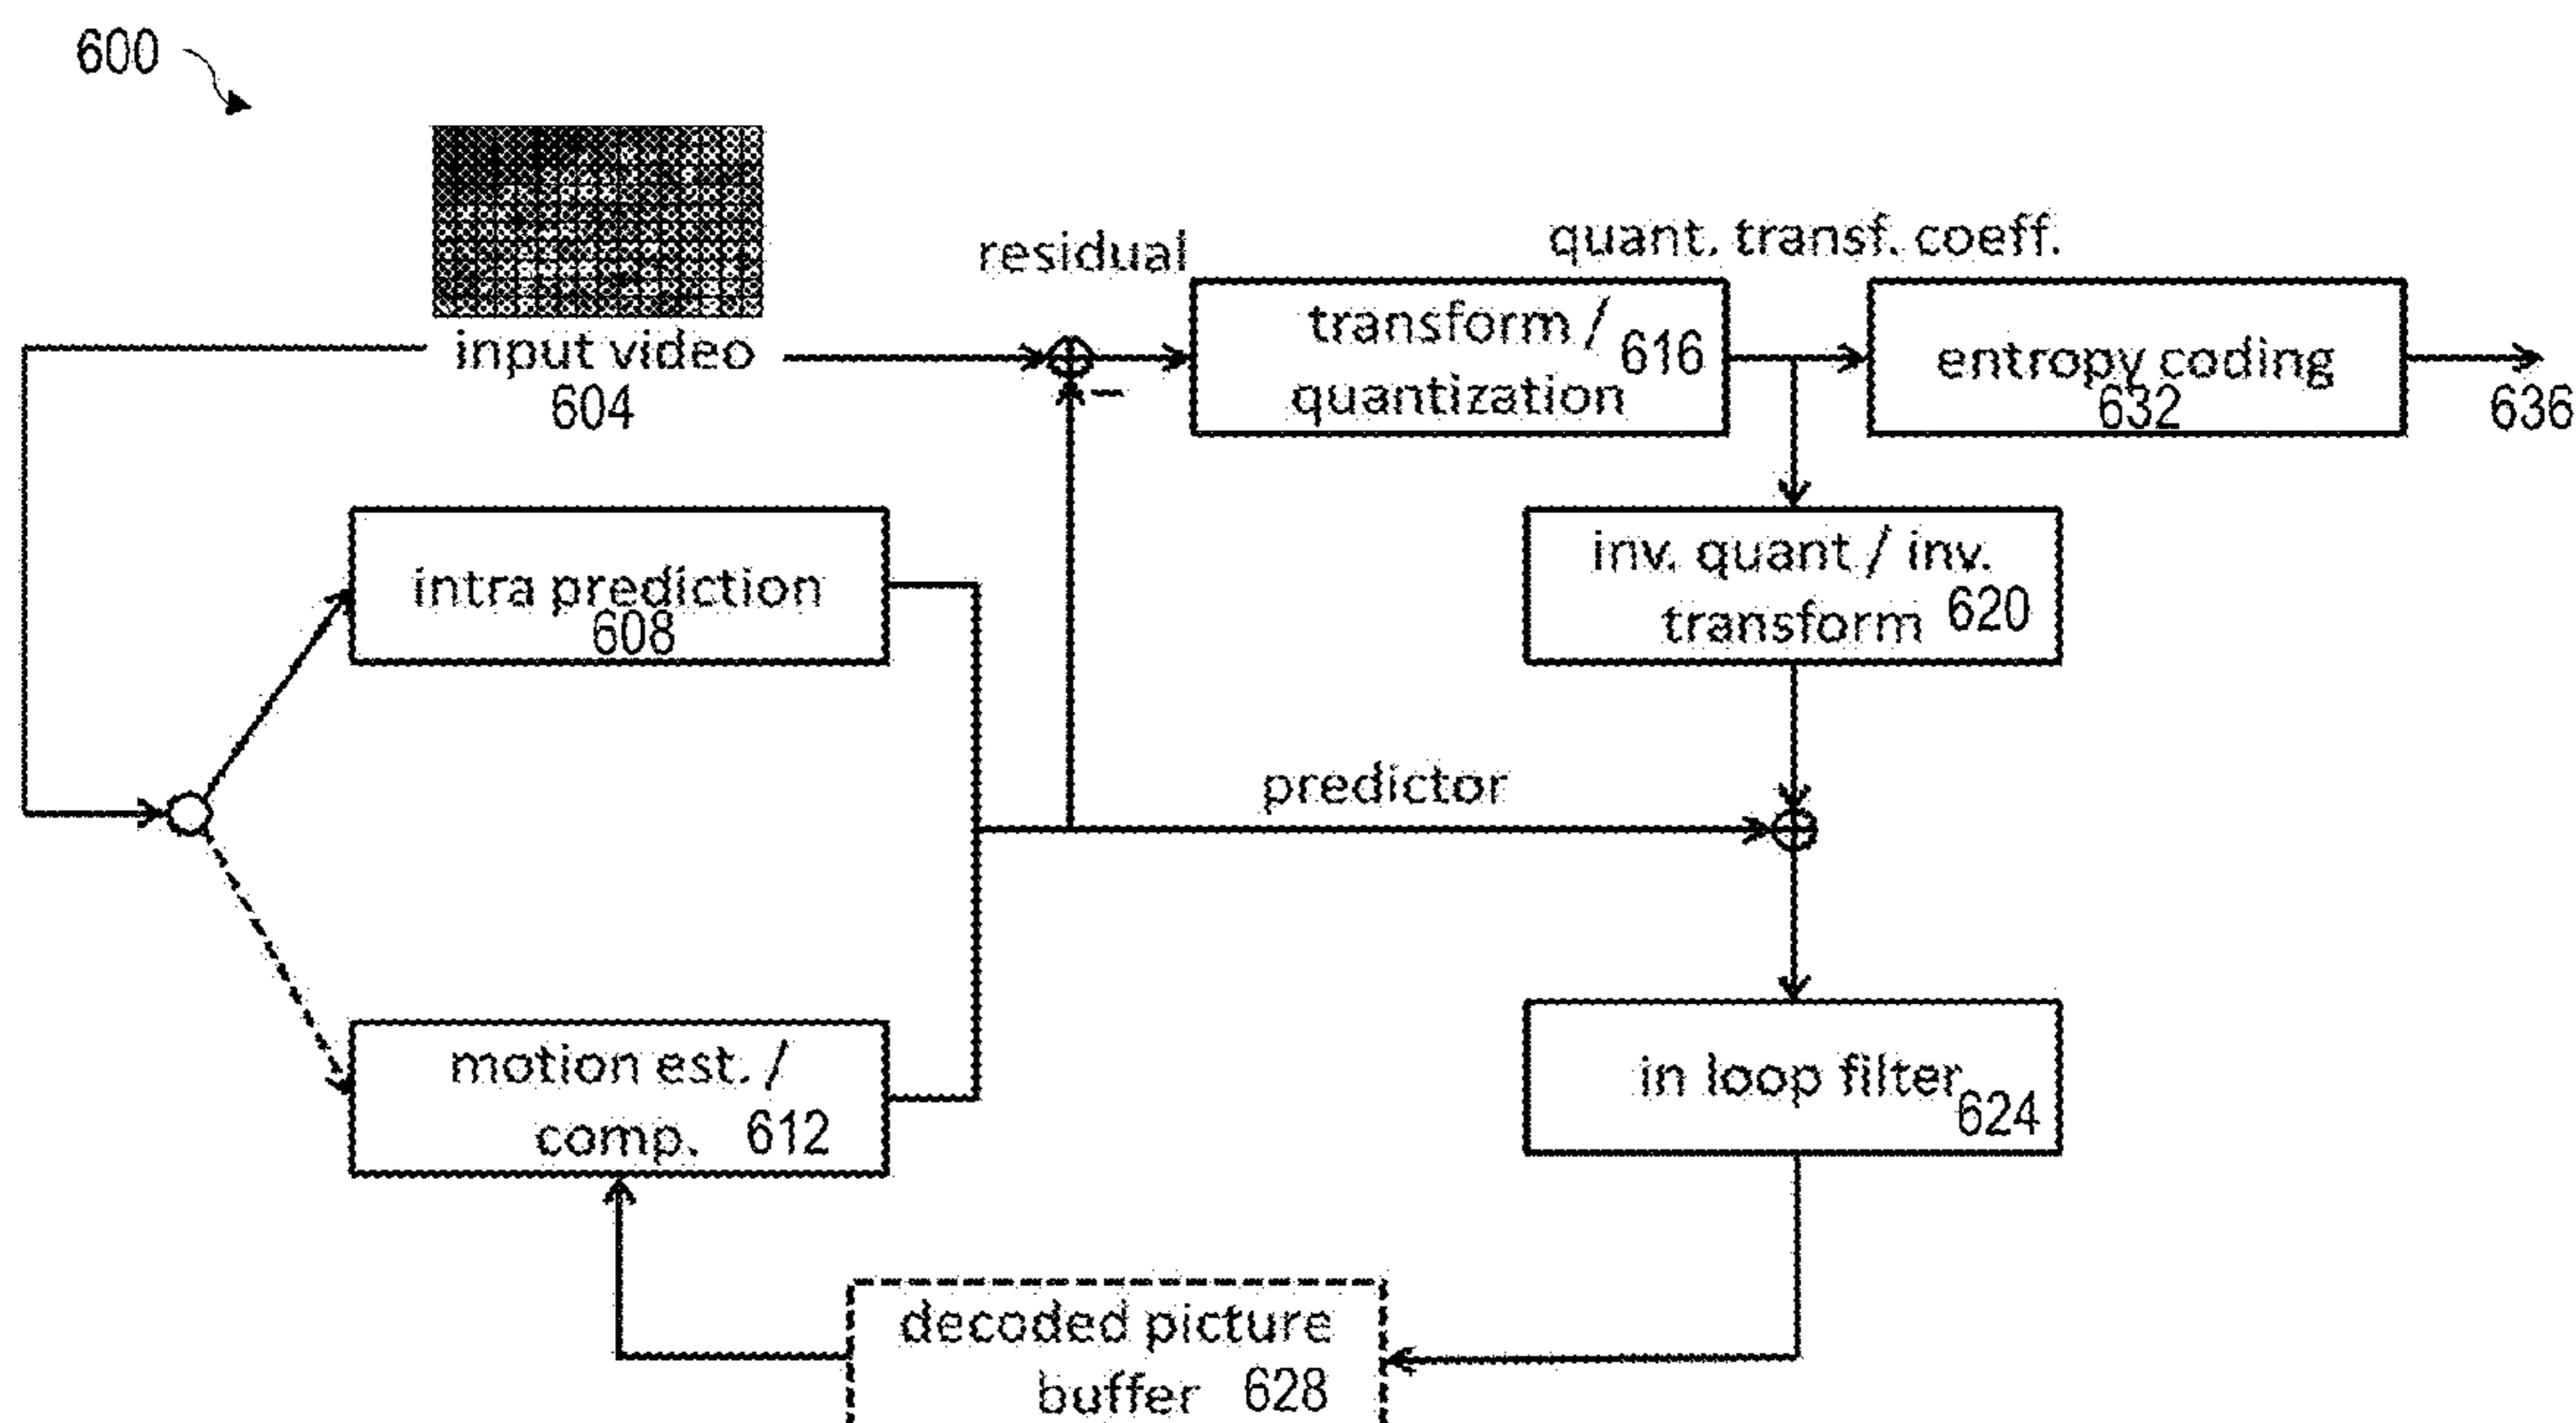 600
input video
604
residual
−
transform /
quantization
616
quant. transf. coeff.
entropy coding
632
636
intra prediction
608
inv. quant / inv.
transform 620
predictor
motion est. /
comp. 612
in loop filter
624
decoded picture
buffer 628